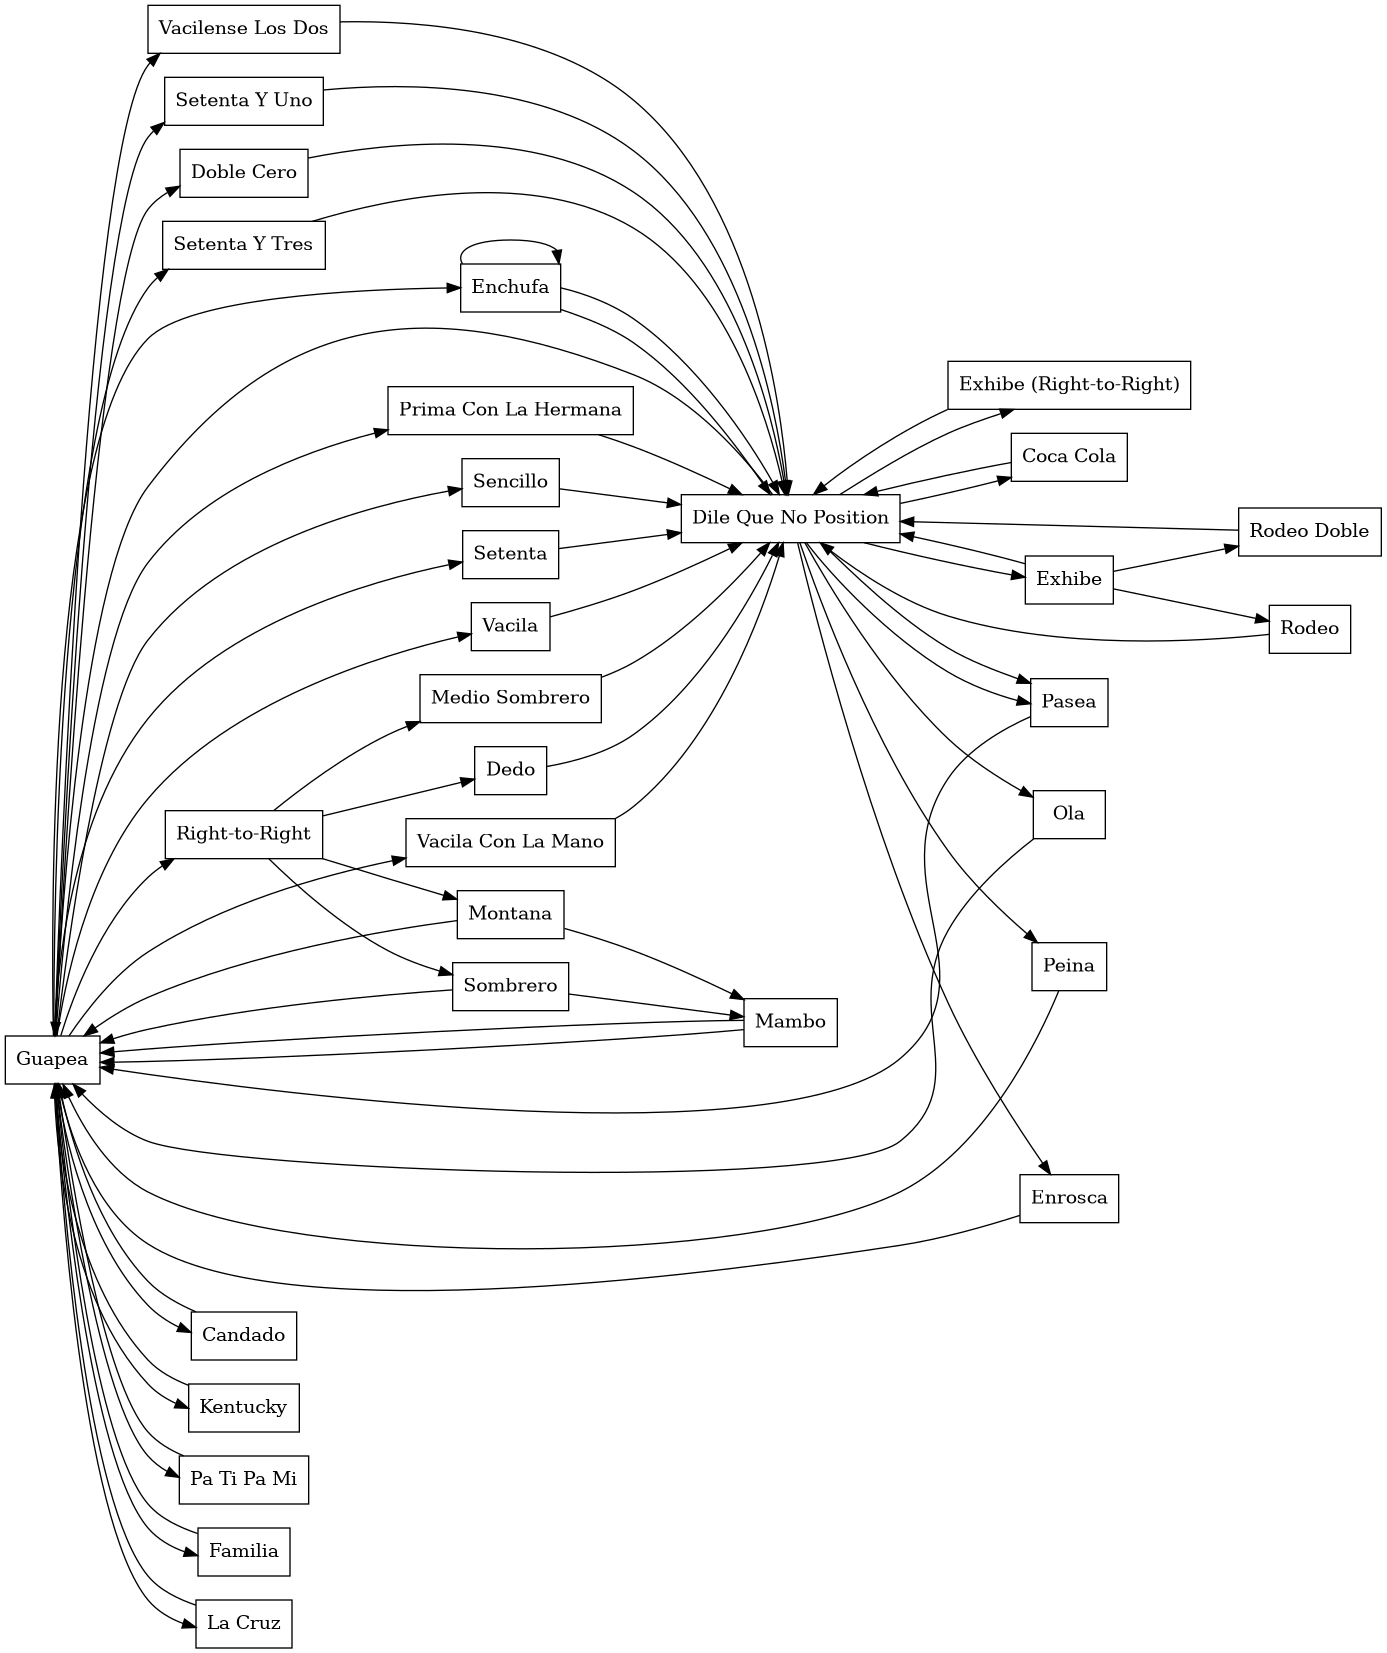 Vacilense Los Dos
Setenta Y Uno
Doble Cero
Setenta Y Tres
Enchufa
Exhibe (Right-to-Right)
Prima Con La Hermana
Coca Cola
Sencillo
Dile Que No Position
Rodeo Doble
Setenta
Exhibe
Vacila
Rodeo
Medio Sombrero
Pasea
Dedo
Ola
Right-to-Right
Vacila Con La Mano
Montana
Peina
Sombrero
Mambo
Guapea
Enrosca
Candado
Kentucky
Pa Ti Pa Mi
Familia
La Cruz